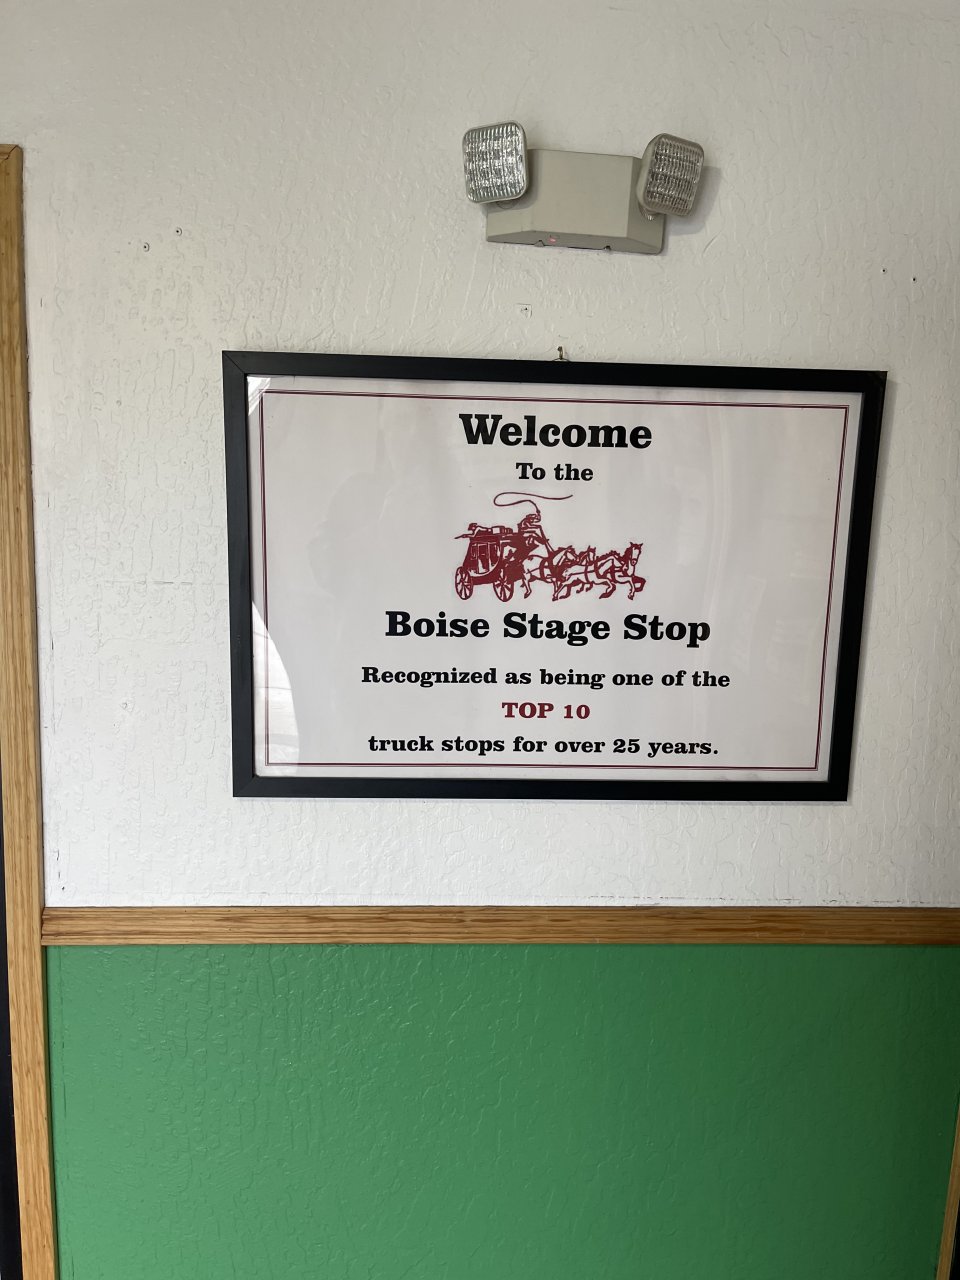 Welcome
To the
Boise Stage Stop
Recognized as being one of the
TOP 10
truck stops for over 25 years.